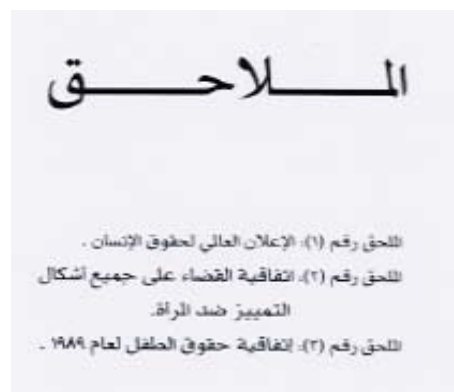 الملاحق
الملحق رقم (١): الإعلان العالمي لحقوق الإنسان .
الملحق رقم (٢): اتفاقية القضاء على جميع أشكال
التمييز ضد المرأة.
الملحق رقم (٣): إتفاقية حقوق الطفل لعام ١٩٨٩ .